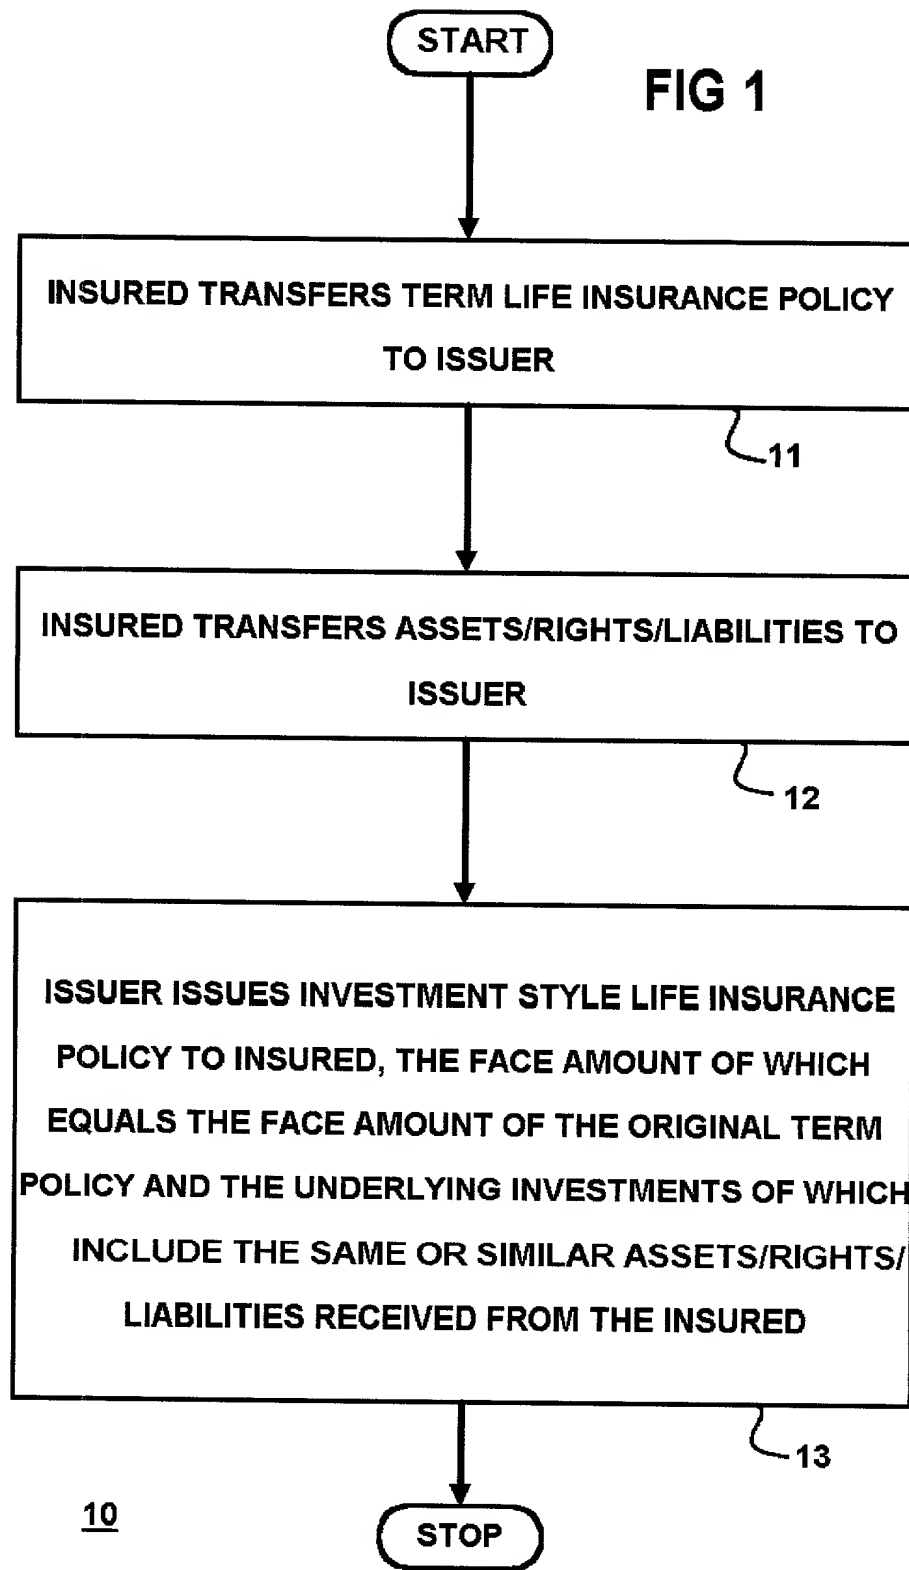 START
FIG 1
INSURED TRANSFERS TERM LIFE INSURANCE POLICY
TO ISSUER
11
INSURED TRANSFERS ASSETS/RIGHTS/LIABILITIES TO
ISSUER
12
ISSUER ISSUES INVESTMENT STYLE LIFE INSURANCE
POLICY TO INSURED, THE FACE AMOUNT OF WHICH
EQUALS THE FACE AMOUNT OF THE ORIGINAL TERM
POLICY AND THE UNDERLYING INVESTMENTS OF WHICH
INCLUDE THE SAME OR SIMILAR ASSETS/RIGHTS/
LIABILITIES RECEIVED FROM THE INSURED
13
10
STOP